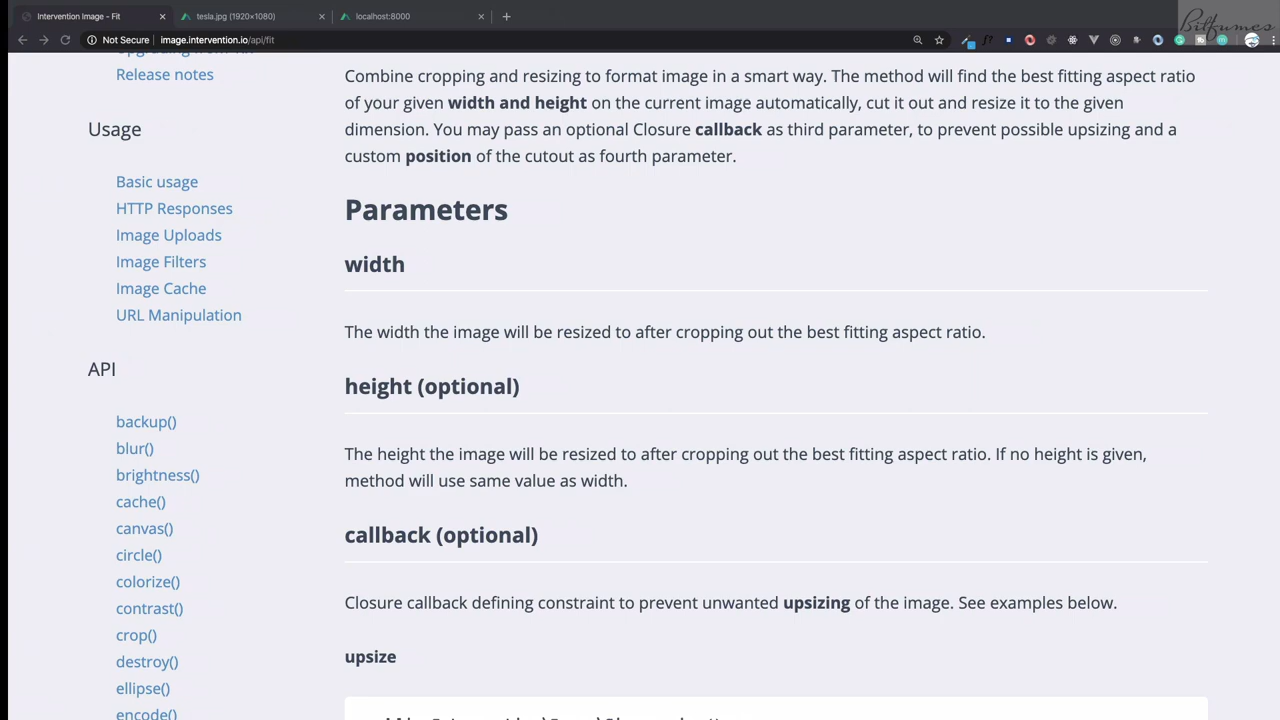 Intervention Image - Fit
tesla.jpg (1920×1080)
localhost:8000
Bitfumes
Not Secure
image.intervention.io/api/fit
Release notes
Usage
Basic usage
HTTP Responses
Image Uploads
Image Filters
Image Cache
URL Manipulation
API
backup()
blur()
brightness()
cache()
canvas()
circle()
colorize()
contrast()
crop()
destroy()
ellipse()
encode()
Combine cropping and resizing to format image in a smart way. The method will find the best fitting aspect ratio
of your given width and height on the current image automatically, cut it out and resize it to the given
dimension. You may pass an optional Closure callback as third parameter, to prevent possible upsizing and a
custom position of the cutout as fourth parameter.
Parameters
width
The width the image will be resized to after cropping out the best fitting aspect ratio.
height (optional)
The height the image will be resized to after cropping out the best fitting aspect ratio. If no height is given,
method will use same value as width.
callback (optional)
Closure callback defining constraint to prevent unwanted upsizing of the image. See examples below.
upsize